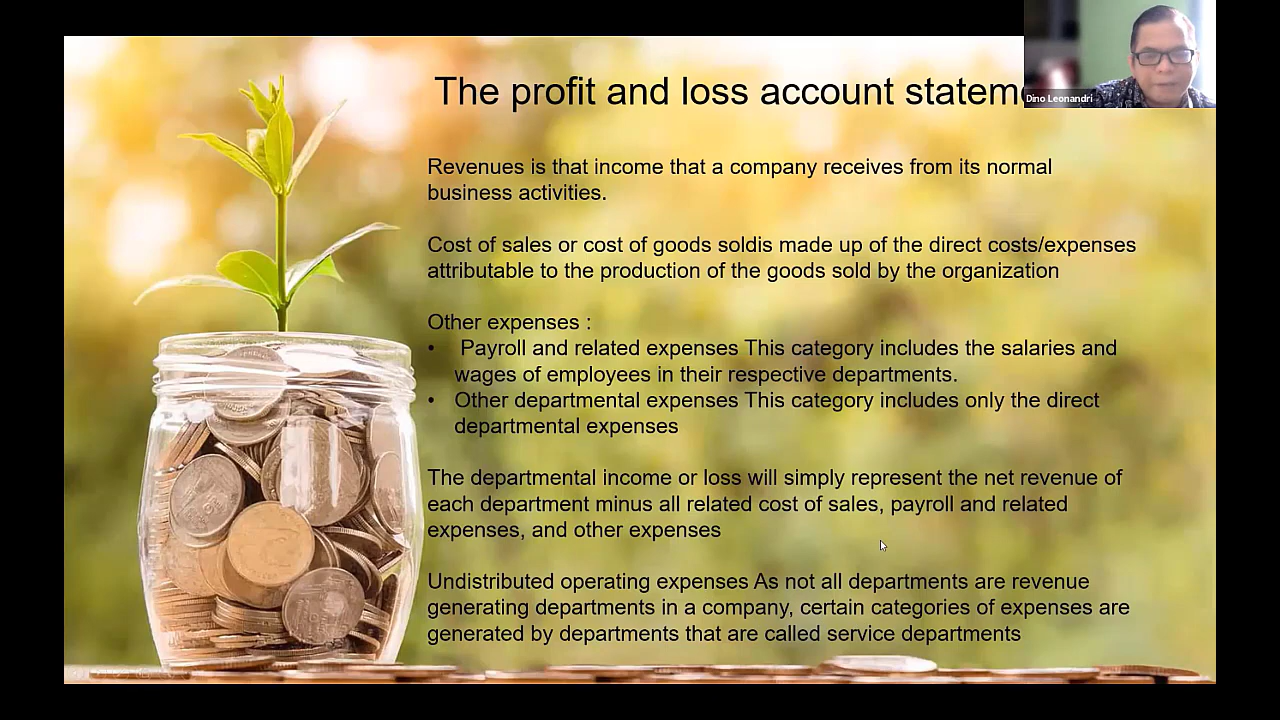 The profit and loss account statem
Dino Leonandri
Revenues is that income that a company receives from its normal
business activities.
Cost of sales or cost of goods soldis made up of the direct costs/expenses
attributable to the production of the goods sold by the organization
Other expenses :
• Payroll and related expenses This category includes the salaries and
wages of employees in their respective departments.
• Other departmental expenses This category includes only the direct
departmental expenses
The departmental income or loss will simply represent the net revenue of
each department minus all related cost of sales, payroll and related
expenses, and other expenses
Undistributed operating expenses As not all departments are revenue
generating departments in a company, certain categories of expenses are
generated by departments that are called service departments